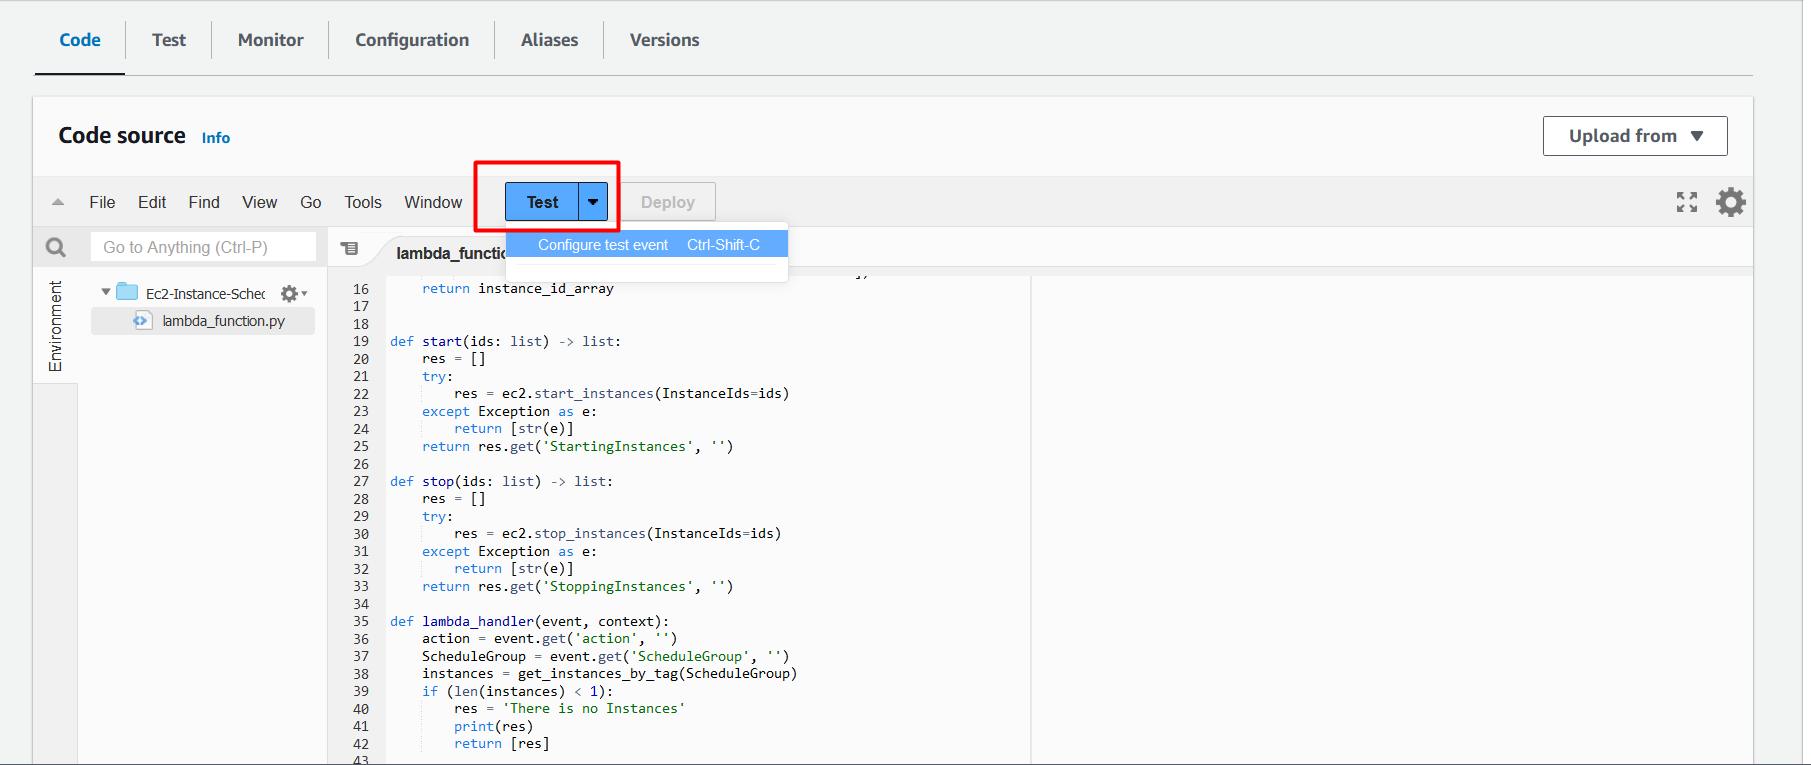 Code Test Monitor Configuration Aliases Versions
Code source Info
Upload from
File Edit Find View Go Tools Window Test Deploy
Go to Anything (Ctrl-P)
Configure test event Ctrl-Shift-C
lambda_functio
Environment
Ec2-Instance-Sched
lambda_function.py
16 return instance_id_array
17
18
19 def start(ids: list) -> list:
20 res = []
21 try:
22 res = ec2.start_instances(InstanceIds=ids)
23 except Exception as e:
24 return [str(e)]
25 return res.get('StartingInstances', '')
26
27 def stop(ids: list) -> list:
28 res = []
29 try:
30 res = ec2.stop_instances(InstanceIds=ids)
31 except Exception as e:
32 return [str(e)]
33 return res.get('StoppingInstances', '')
34
35 def lambda_handler(event, context):
36 action = event.get('action', '')
37 ScheduleGroup = event.get('ScheduleGroup', '')
38 instances = get_instances_by_tag(ScheduleGroup)
39 if (len(instances) < 1):
40 res = 'There is no Instances'
41 print(res)
42 return [res]
43